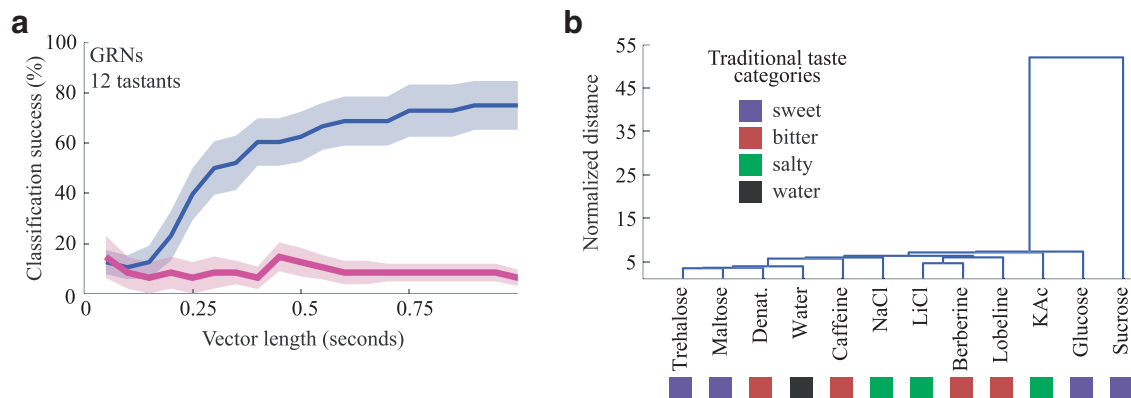 a
GRNs
12 tastants
Classification success (%)
100
80
60
40
20
0
0
0.25
0.5
0.75
Vector length (seconds)
b
Traditional taste
categories
sweet
bitter
salty
water
Normalized distance
55
45
35
25
15
5
Trehalose
Maltose
Denat.
Water
Caffeine
NaCl
LiCl
Berberine
Lobeline
KAc
Glucose
Sucrose